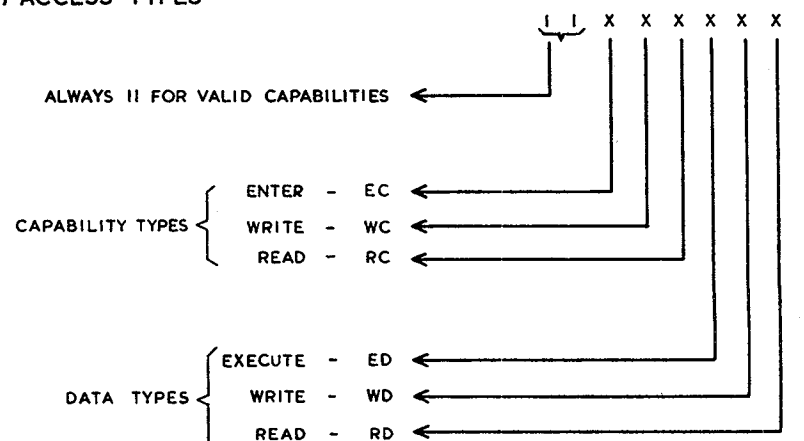 ACCESS TYPES
1 1 X X X X X X
ALWAYS 11 FOR VALID CAPABILITIES
ENTER - EC
CAPABILITY TYPES WRITE - WC
READ - RC
EXECUTE - ED
DATA TYPES WRITE - WD
READ - RD